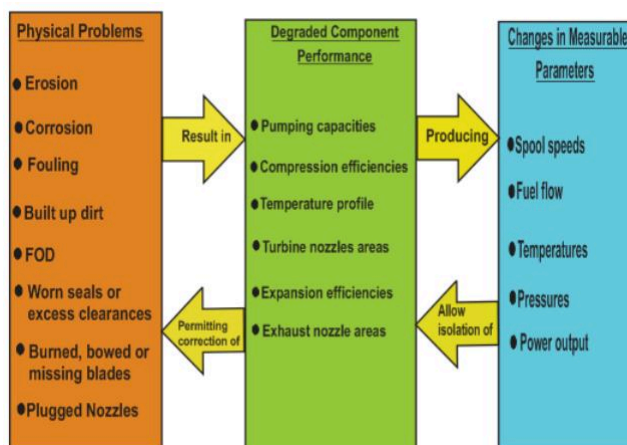 Physical Problems
● Erosion
● Corrosion
● Fouling
● Built up dirt
● FOD
● Worn seals or
excess clearances
● Burned, bowed or
missing blades
● Plugged Nozzles
Result in
Permitting
correction of
Degraded Component
Performance
● Pumping capacities
● Compression efficiencies
● Temperature profile
● Turbine nozzles areas
● Expansion efficiencies
● Exhaust nozzle areas
Producing
Allow
isolation of
Changes in Measurable
Parameters
● Spool speeds
● Fuel flow
● Temperatures
● Pressures
● Power output